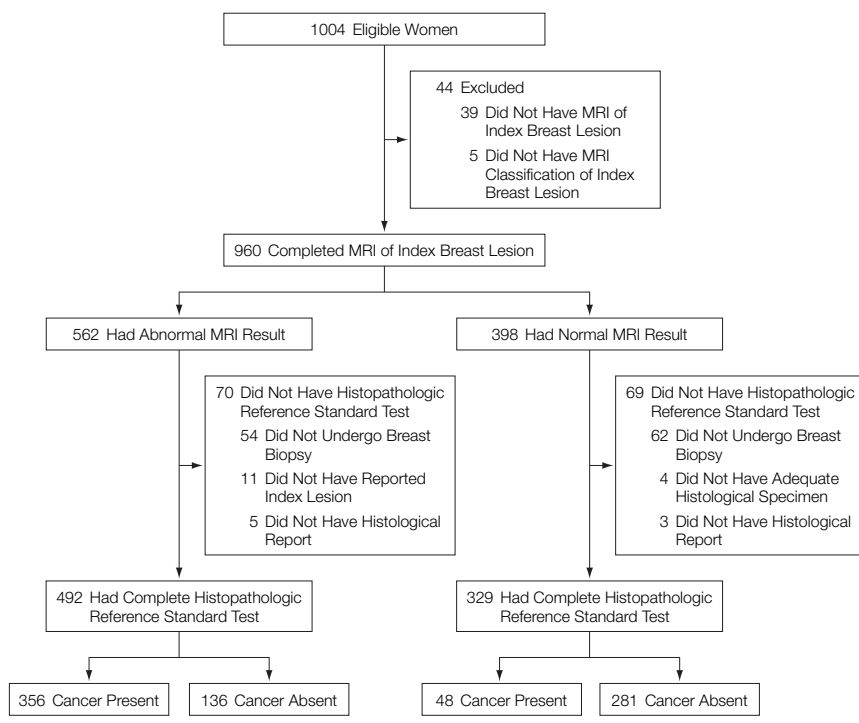 1004 Eligible Women
44 Excluded
39 Did Not Have MRI of
Index Breast Lesion
5 Did Not Have MRI
Classification of Index
Breast Lesion
960 Completed MRI of Index Breast Lesion
562 Had Abnormal MRI Result
398 Had Normal MRI Result
70 Did Not Have Histopathologic
Reference Standard Test
54 Did Not Undergo Breast
Biopsy
11 Did Not Have Reported
Index Lesion
5 Did Not Have Histological
Report
69 Did Not Have Histopathologic
Reference Standard Test
62 Did Not Undergo Breast
Biopsy
4 Did Not Have Adequate
Histological Specimen
3 Did Not Have Histological
Report
492 Had Complete Histopathologic
Reference Standard Test
329 Had Complete Histopathologic
Reference Standard Test
356 Cancer Present
136 Cancer Absent
48 Cancer Present
281 Cancer Absent